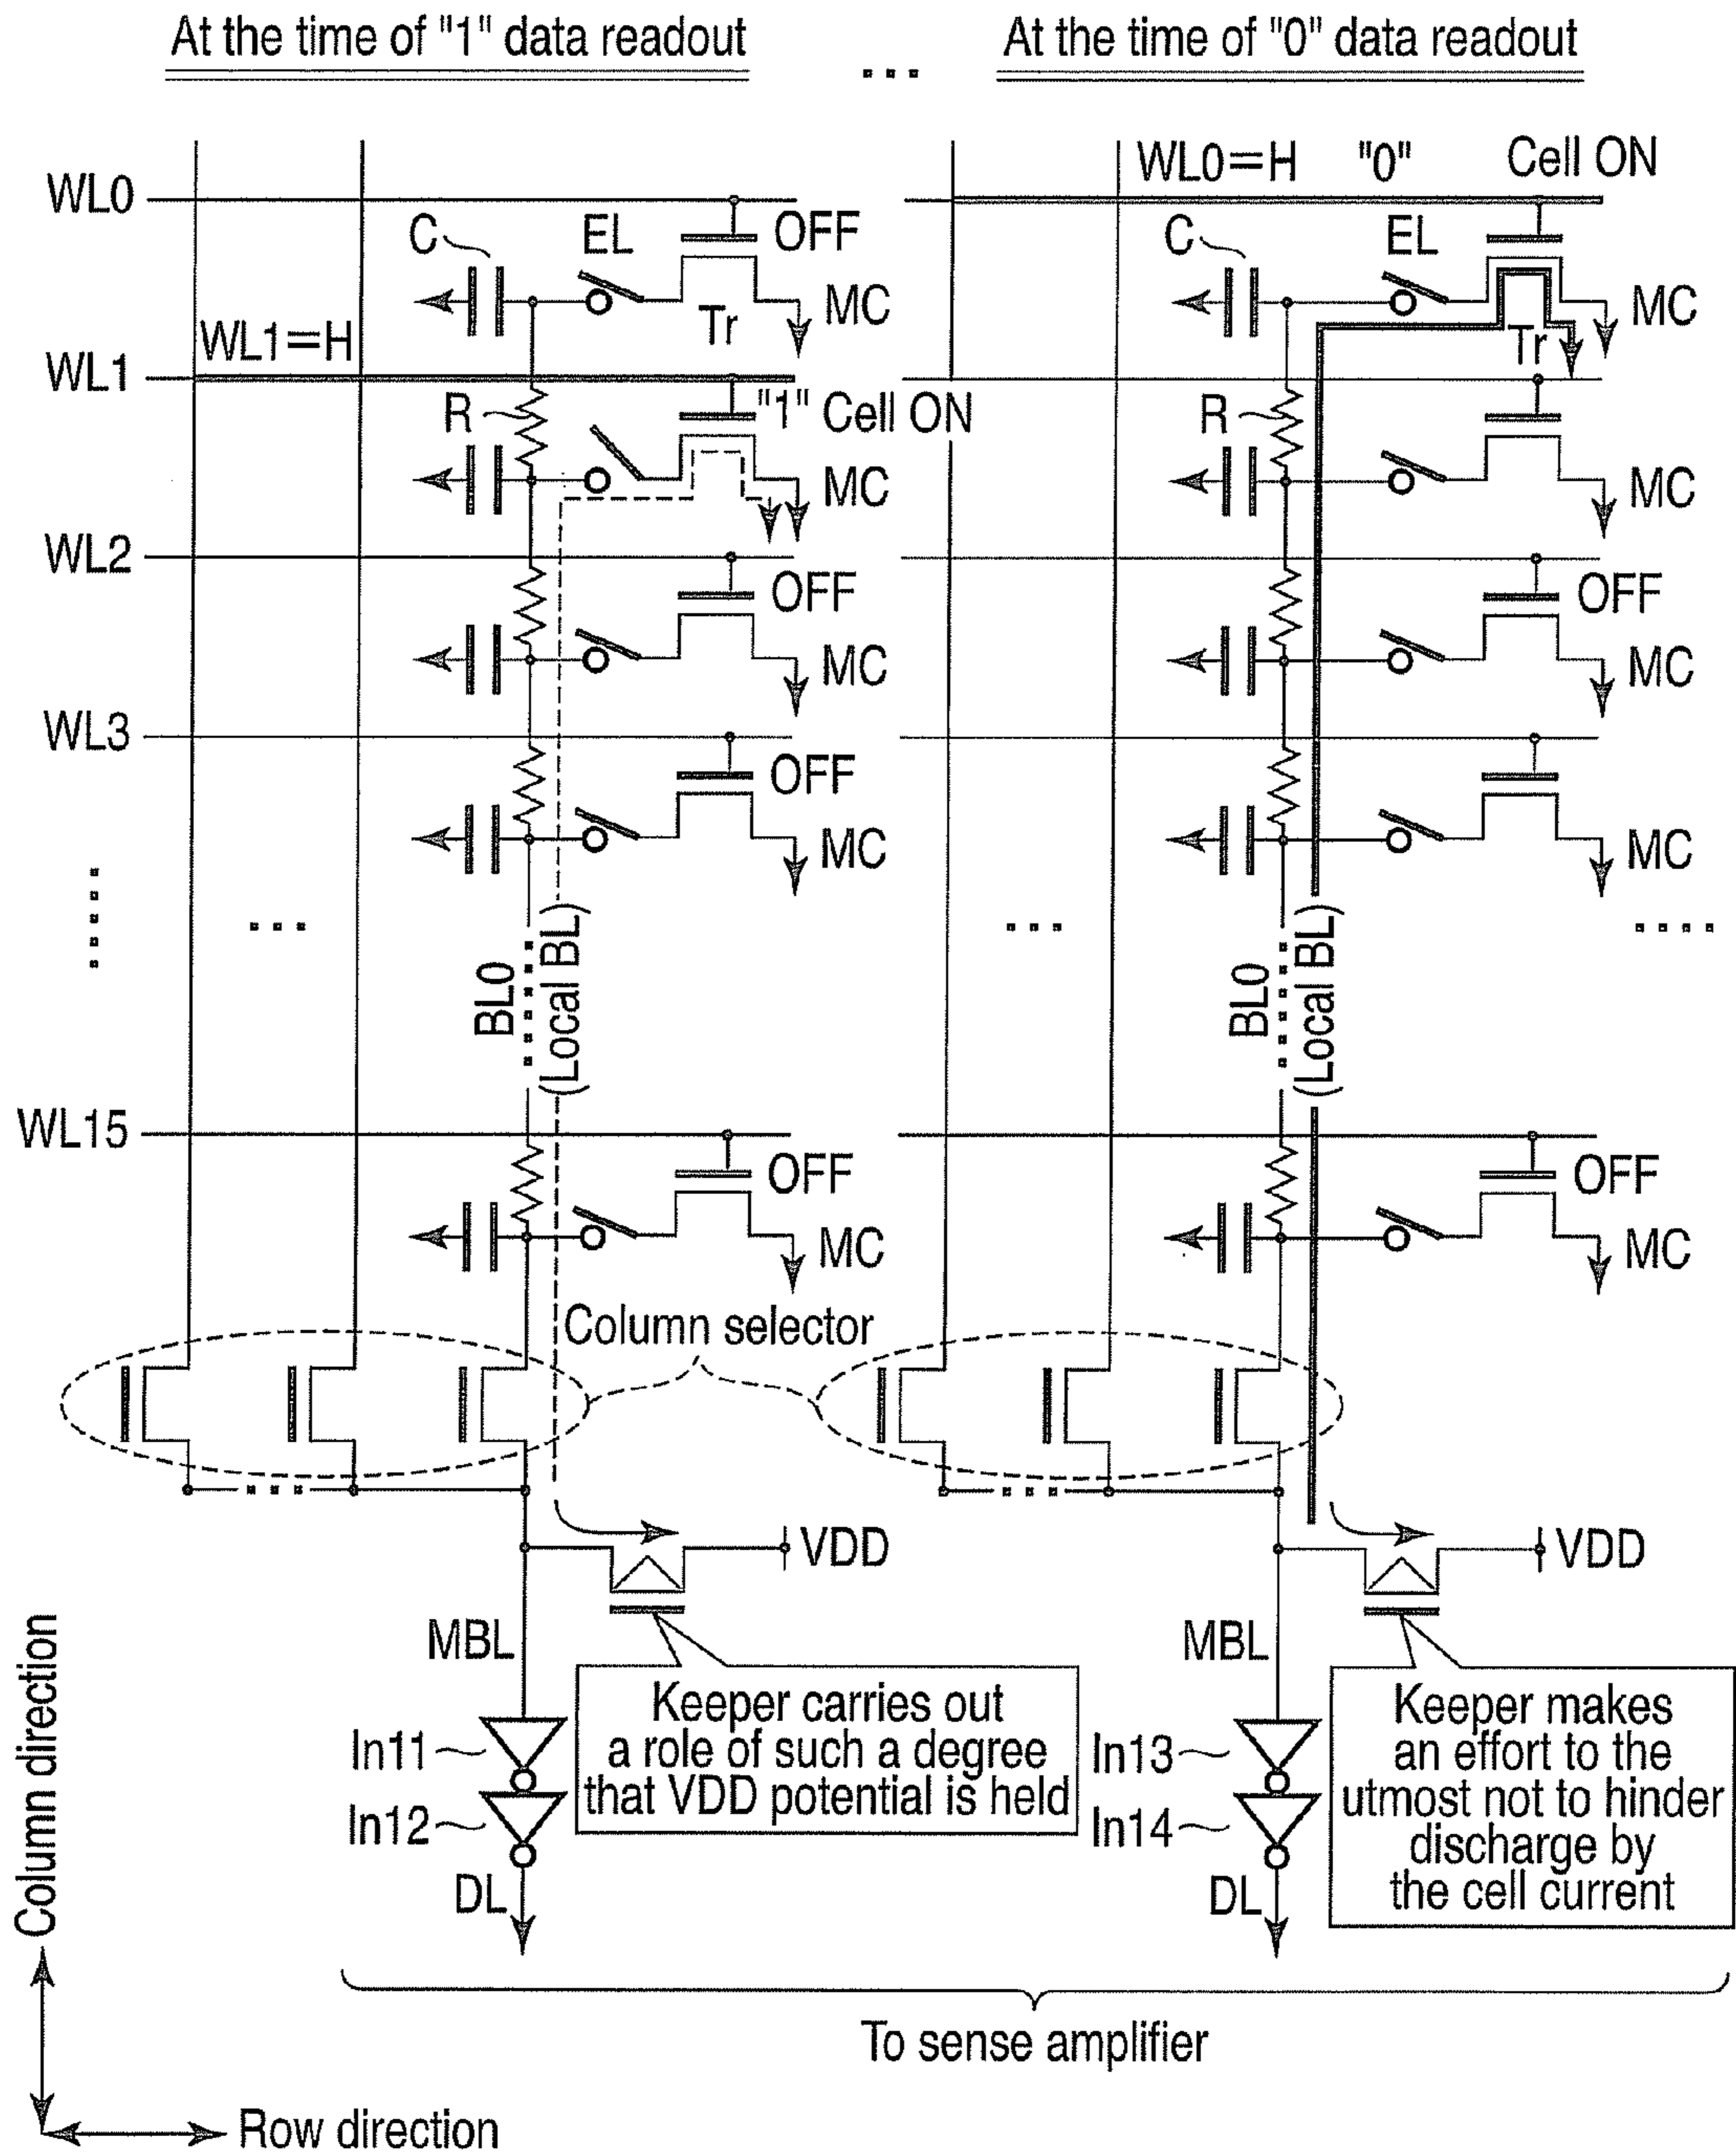 At the time of "1" data readout
...
At the time of "0" data readout
WL0=H "0" Cell ON
WL0
C
EL
OFF
C
EL
Tr
MC
Tr
MC
WL1=H
WL1
R
"1" Cell ON
R
MC
MC
WL2
OFF
OFF
MC
MC
WL3
OFF
MC
MC
BL0
(Local BL)
BL0
(Local BL)
WL15
OFF
OFF
MC
MC
Column selector
VDD
VDD
MBL
MBL
Keeper carries out
a role of such a degree
that VDD potential is held
Keeper makes
an effort to the
utmost not to hinder
discharge by
the cell current
In11
In12
In13
In14
DL
DL
To sense amplifier
Column direction
Row direction